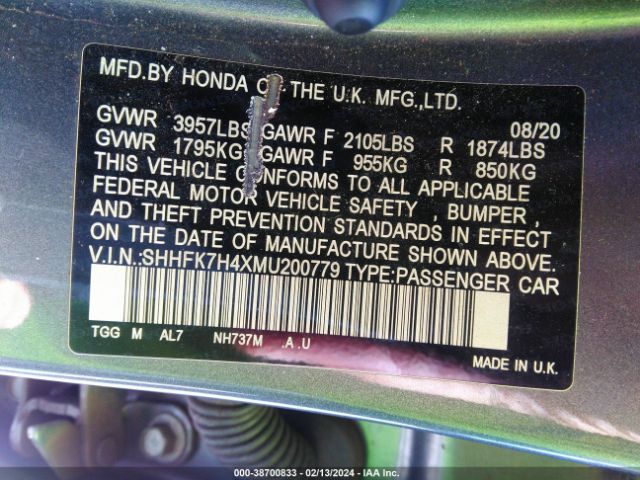 MFD.BY HONDA OF THE U.K. MFG.,LTD.
08/20
GVWR 3957LBS GAWR F 2105LBS R 1874LBS
GVWR 1795KG GAWR F 955KG R 850KG
THIS VEHICLE CONFORMS TO ALL APPLICABLE
FEDERAL MOTOR VEHICLE SAFETY , BUMPER ,
AND THEFT PREVENTION STANDARDS IN EFFECT
ON THE DATE OF MANUFACTURE SHOWN ABOVE.
V.I.N.:SHHFK7H4XMU200779 TYPE:PASSENGER CAR
TGG M AL7 NH737M .A .U
MADE IN U.K.
000-38700833 - 02/13/2024 - IAA Inc.